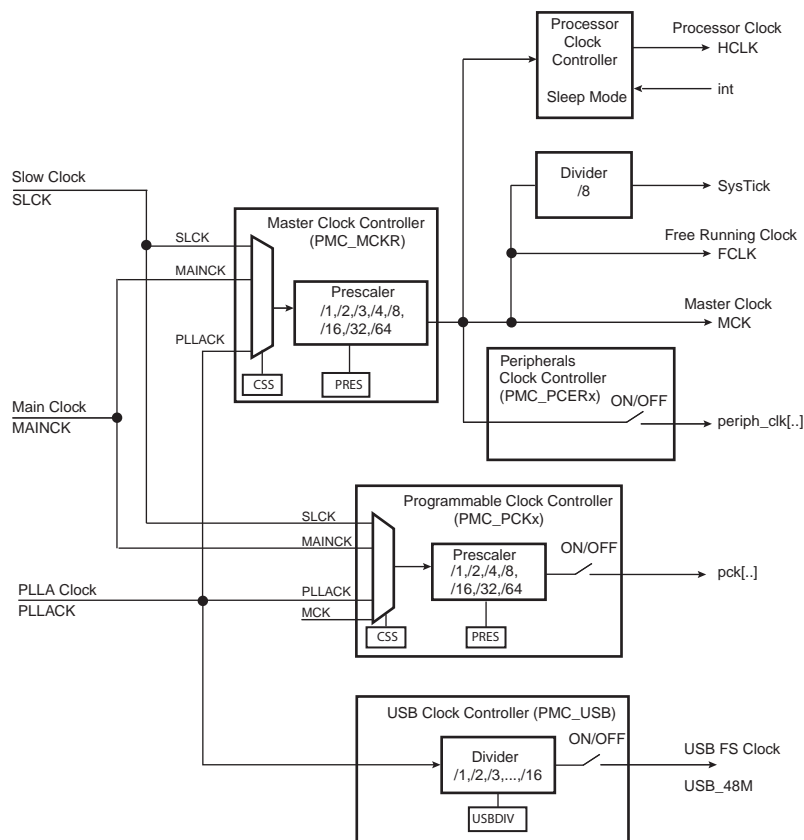 Processor
Clock
Controller
Sleep Mode
Processor Clock
HCLK
int
Divider
/8
SysTick
Slow Clock
SLCK
Master Clock Controller
(PMC_MCKR)
SLCK
MAINCK
PLLACK
Prescaler
/1,/2,/3,/4,/8,
/16,/32,/64
CSS
PRES
Free Running Clock
FCLK
Master Clock
MCK
Peripherals
Clock Controller
(PMC_PCERx)
ON/OFF
periph_clk[..]
Main Clock
MAINCK
Programmable Clock Controller
(PMC_PCKx)
SLCK
MAINCK
PLLACK
MCK
Prescaler
/1,/2,/4,/8,
/16,/32,/64
ON/OFF
CSS
PRES
pck[..]
PLLA Clock
PLLACK
USB Clock Controller (PMC_USB)
Divider
/1,/2,/3,...,/16
ON/OFF
USBDIV
USB FS Clock
USB_48M